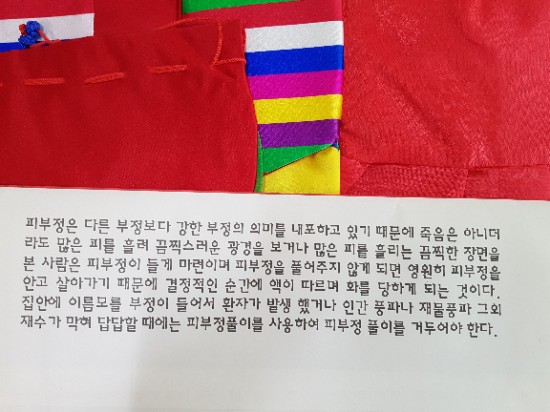 피부정은 다른 부정보다 강한 부정의 의미를 내포하고 있기 때문에 죽음은 아니더
라도 많은 피를 흘려 끔찍스러운 광경을 보거나 많은 피를 흘리는 끔찍한 장면을
본 사람은 피부정이 들게 마련이며 피부정을 풀어주지 않게 되면 영원히 피부정을
안고 살아가기 때문에 결정적인 순간에 액이 따르며 화를 당하게 되는 것이다.
집안에 이름모를 부정이 들어서 환자가 발생 했거나 인간 풍파나 재물풍파 그외
재수가 막혀 답답할 때에는 피부정풀이를 사용하여 피부정 풀이를 거두어야 한다.